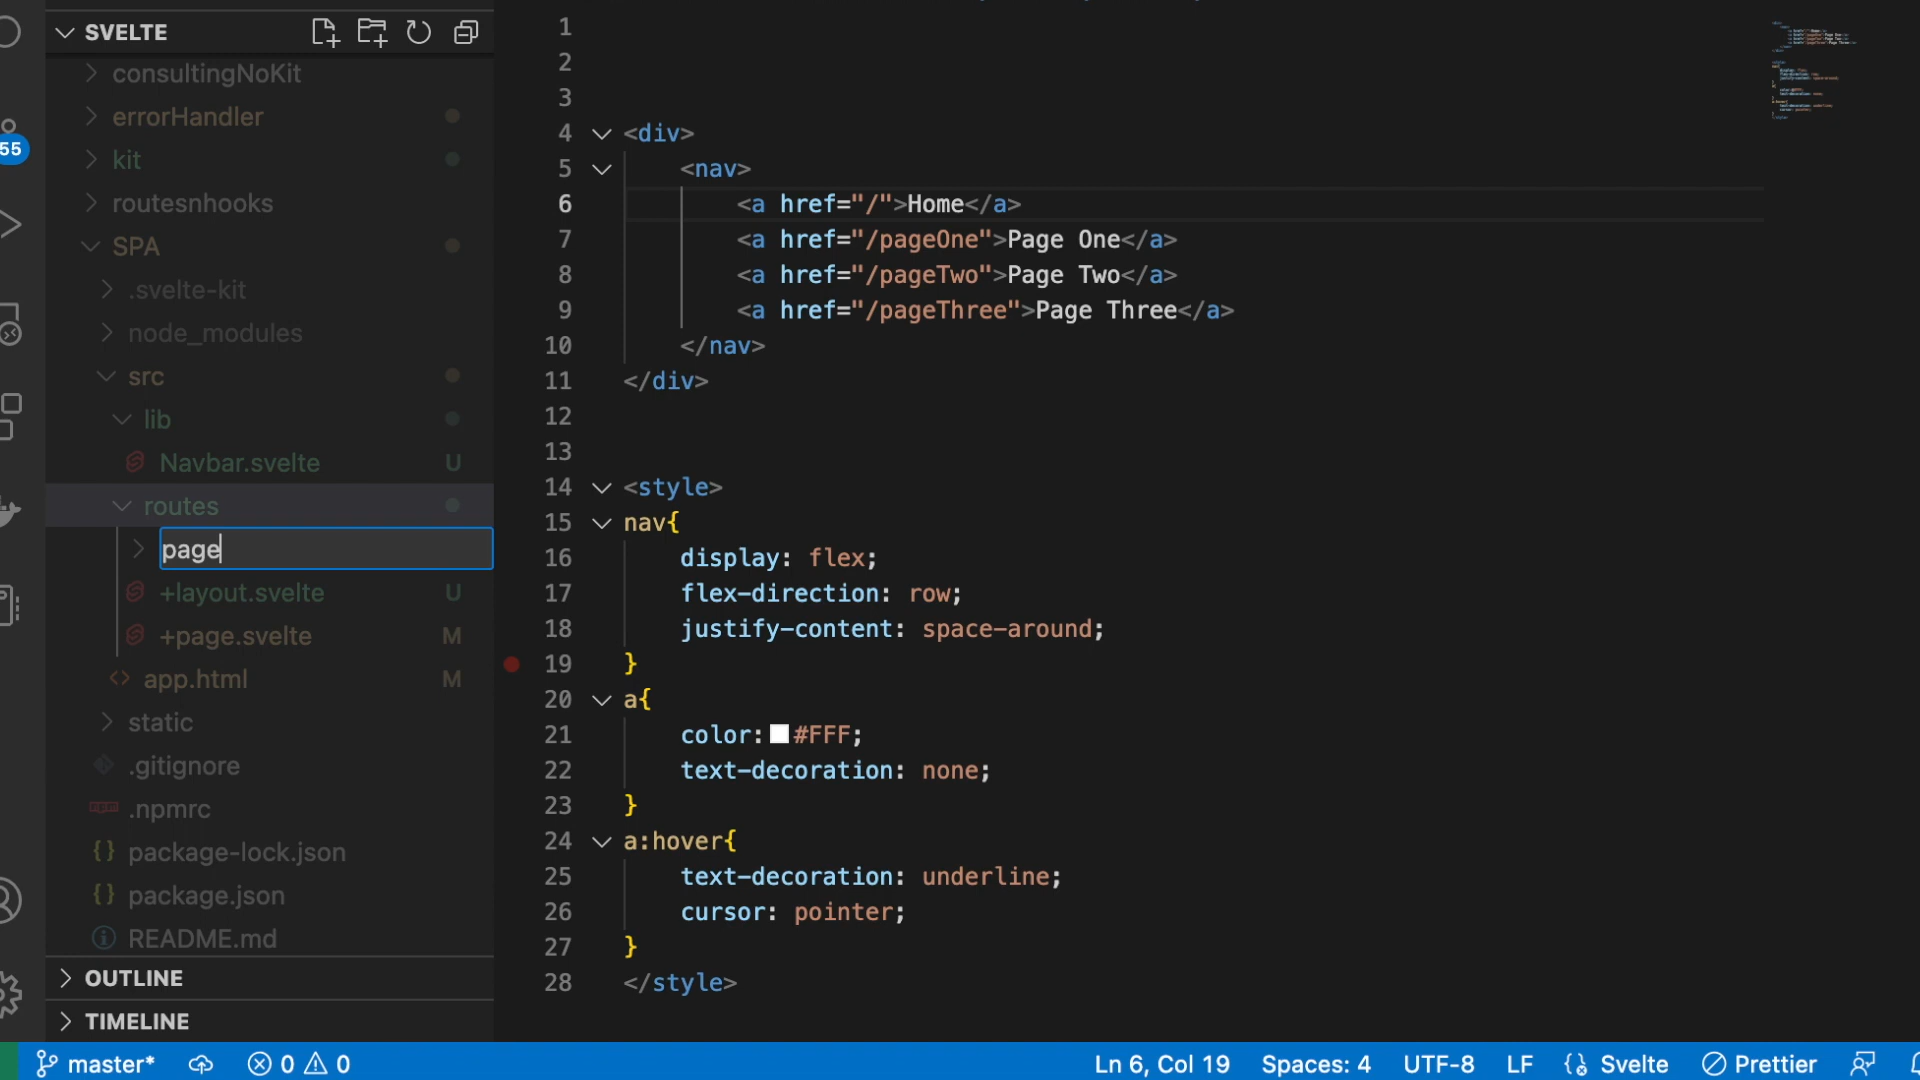 SVELTE
consultingNoKit
errorHandler
kit
routesnhooks
SPA
.svelte-kit
node_modules
src
lib
Navbar.svelte U
routes
page
+layout.svelte U
+page.svelte M
app.html M
static
.gitignore
.npmrc
package-lock.json
package.json
README.md
OUTLINE
TIMELINE
55
1
2
3
4 <div>
5 <nav>
6 <a href="/">Home</a>
7 <a href="/pageOne">Page One</a>
8 <a href="/pageTwo">Page Two</a>
9 <a href="/pageThree">Page Three</a>
10 </nav>
11 </div>
12
13
14 <style>
15 nav{
16 display: flex;
17 flex-direction: row;
18 justify-content: space-around;
19 }
20 a{
21 color: #FFF;
22 text-decoration: none;
23 }
24 a:hover{
25 text-decoration: underline;
26 cursor: pointer;
27 }
28 </style>
master* 0 0 Ln 6, Col 19 Spaces: 4 UTF-8 LF Svelte Prettier